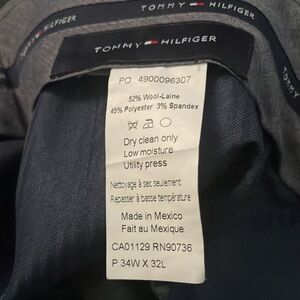 TOMMY HILFIGER
TOMMY HILFIGER
PO 4900096307
52% Wool-Laine
45% Polyester 3% Spandex
Dry clean only
Low moisture
Utility press
Nettoyage à sec seulement
Repasser à basse température
Made in Mexico
Fait au Mexique
CA01129 RN90736
P 34W X 32L